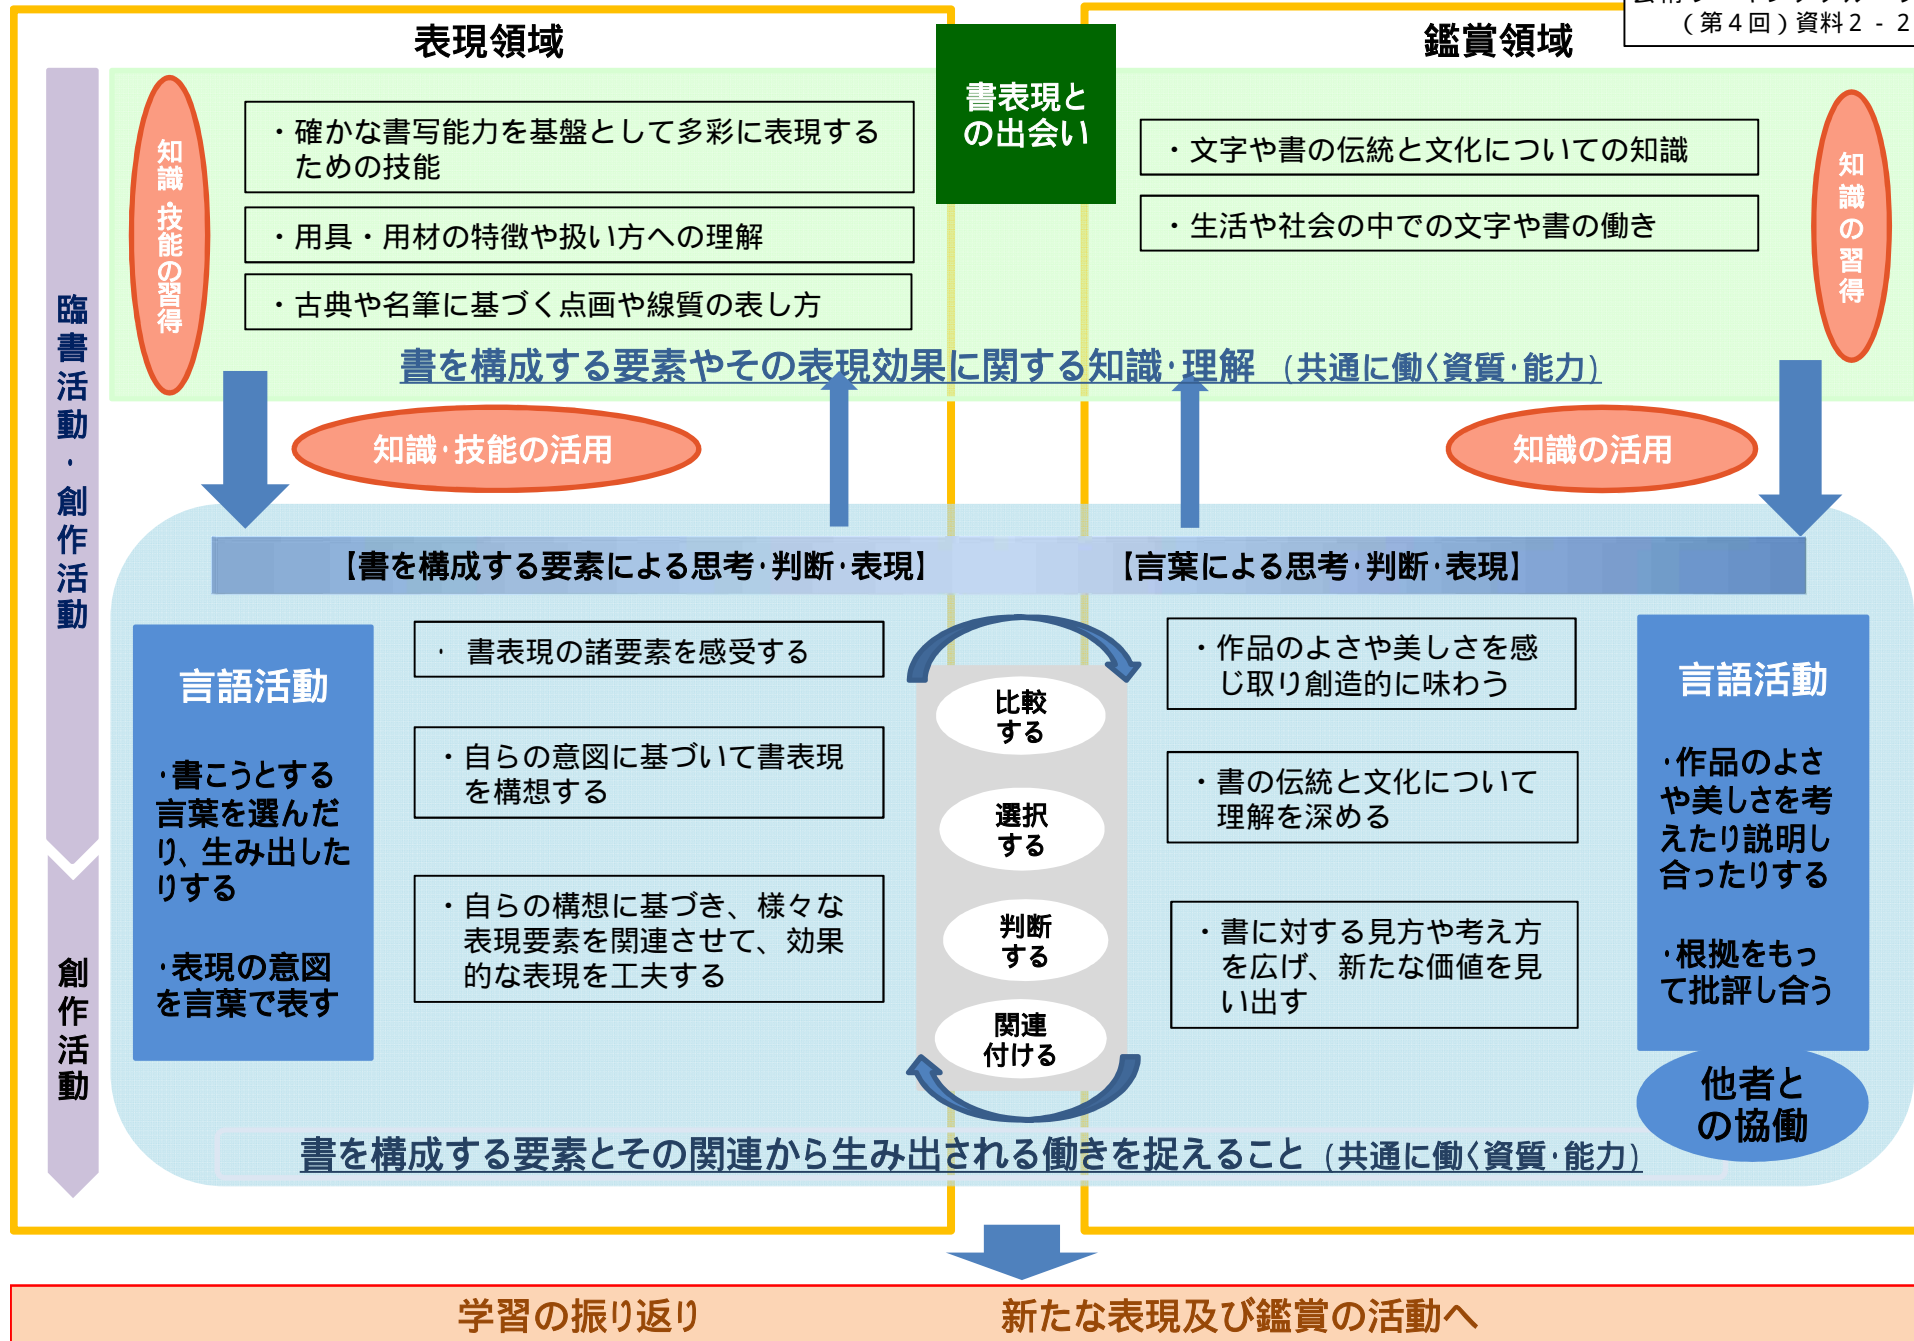 （第４回）資料２－２
表現領域
鑑賞領域
書表現と
の出会い
知識・技能の習得
・確かな書写能力を基盤として多彩に表現する
ための技能
・用具・用材の特徴や扱い方への理解
・古典や名筆に基づく点画や線質の表し方
・文字や書の伝統と文化についての知識
・生活や社会の中での文字や書の働き
知識の習得
書を構成する要素やその表現効果に関する知識・理解 （共通に働く資質・能力）
臨書活動・創作活動
創作活動
知識・技能の活用
知識の活用
【書を構成する要素による思考・判断・表現】
【言葉による思考・判断・表現】
言語活動
・書こうとする
言葉を選んだ
り、生み出した
りする
・表現の意図
を言葉で表す
・ 書表現の諸要素を感受する
・自らの意図に基づいて書表現
を構想する
・自らの構想に基づき、様々な
表現要素を関連させて、効果
的な表現を工夫する
比較
する
選択
する
判断
する
関連
付ける
・作品のよさや美しさを感
じ取り創造的に味わう
・書の伝統と文化について
理解を深める
・書に対する見方や考え方
を広げ、新たな価値を見
い出す
言語活動
・作品のよさ
や美しさを考
えたり説明し
合ったりする
・根拠をもっ
て批評し合う
他者と
の協働
書を構成する要素とその関連から生み出される働きを捉えること （共通に働く資質・能力）
学習の振り返り
新たな表現及び鑑賞の活動へ